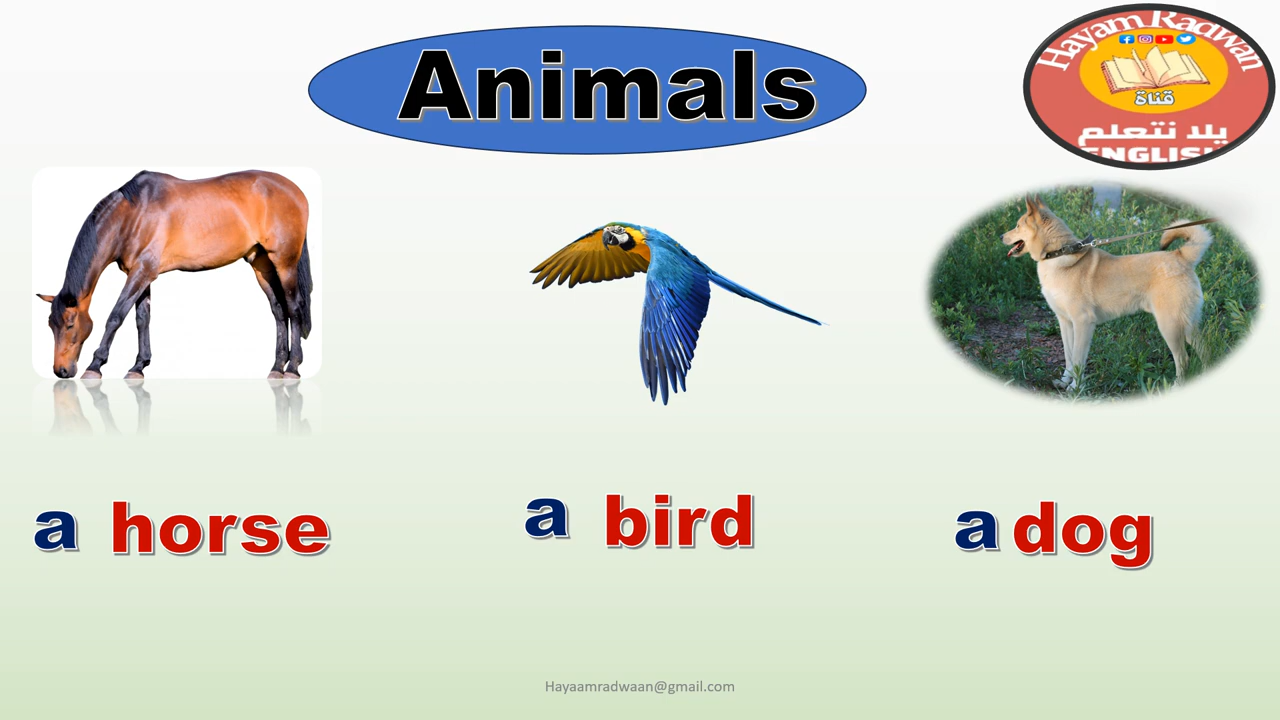 Animals
Hayam Radwan
قناة
يلا نتعلم
ENGLISH
a horse
a bird
a dog
Hayaamradwaan@gmail.com